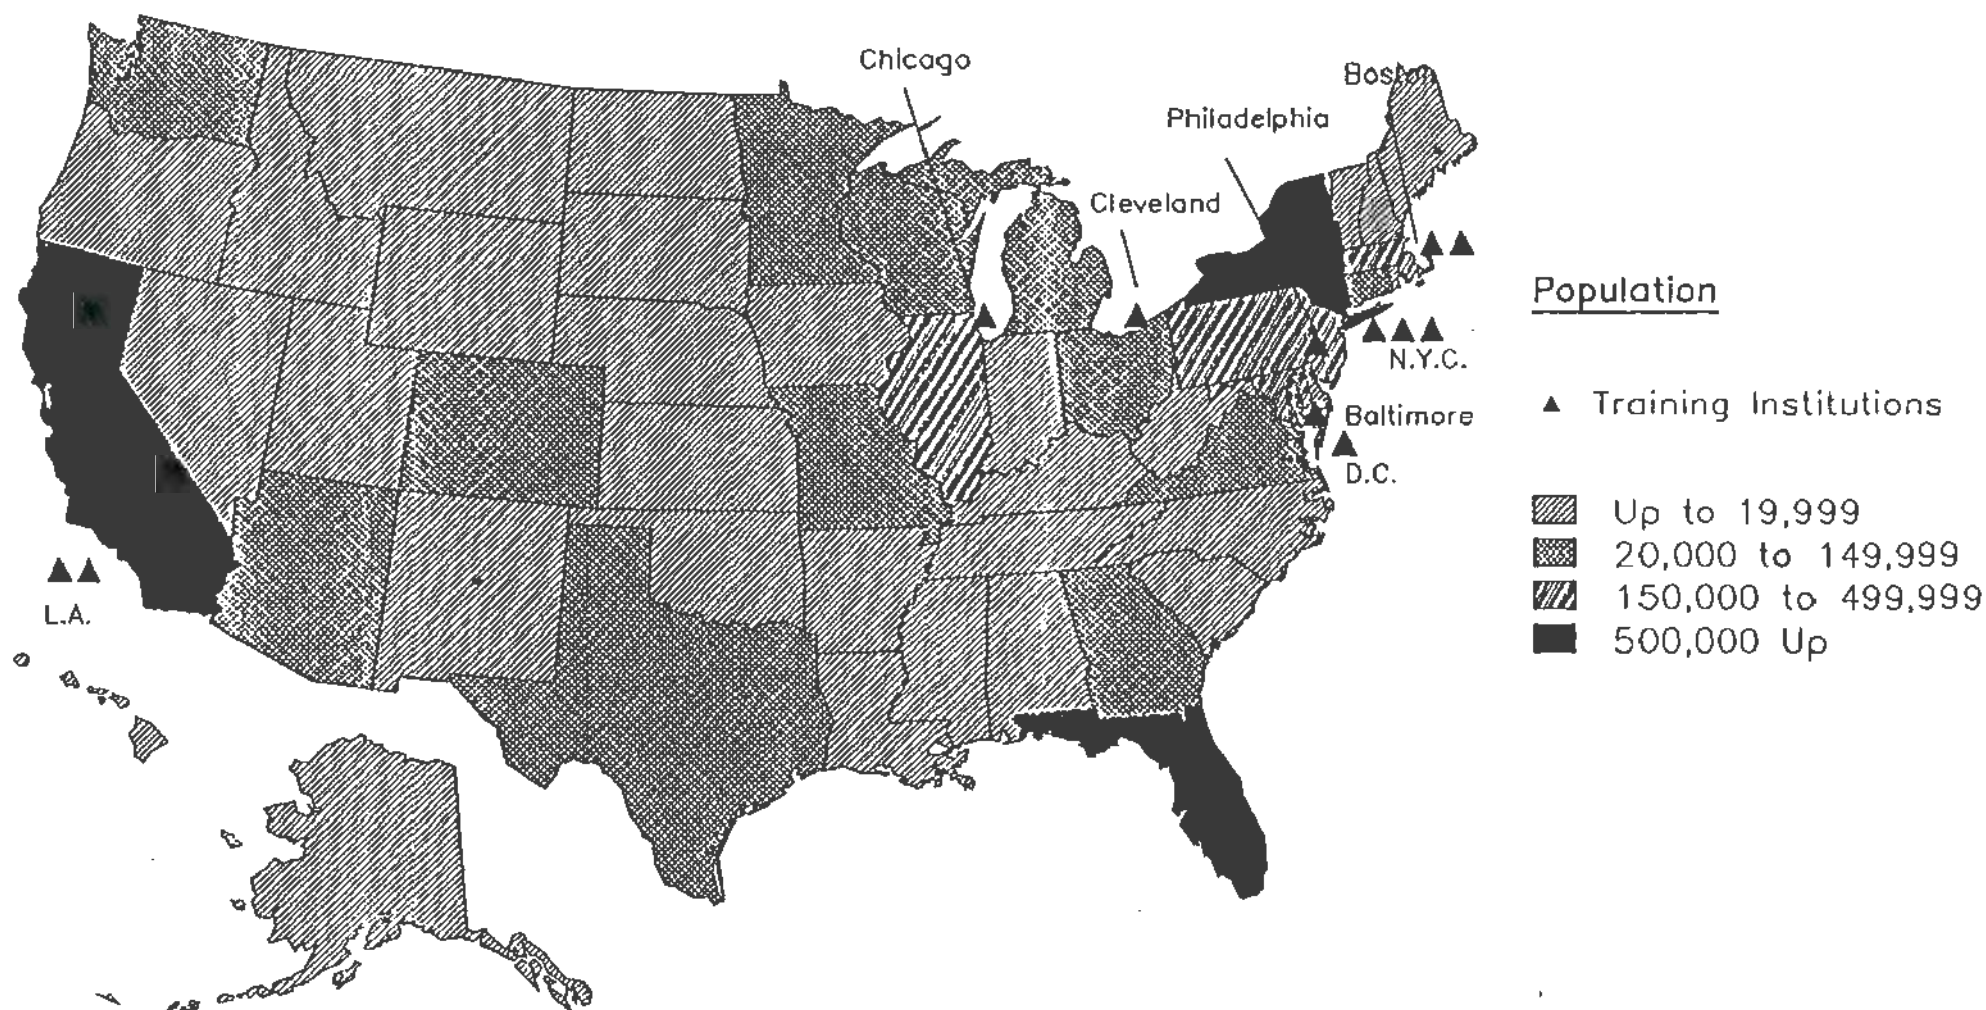 Chicago
Boston
Philadelphia
Cleveland
Population
N.Y.C.
Training Institutions
Baltimore
D.C.
Up to 19,999
20,000 to 149,999
150,000 to 499,999
500,000 Up
L.A.